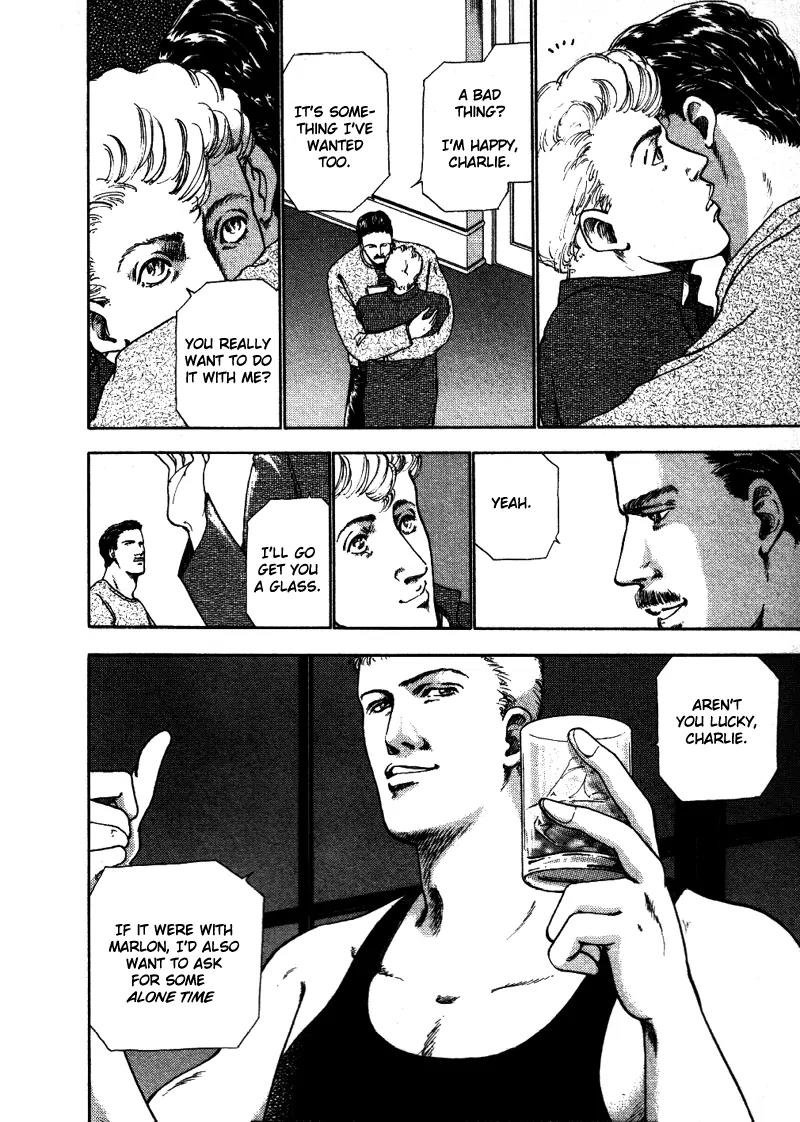 A BAD
THING?
I'M HAPPY,
CHARLIE.
IT'S SOME-
THING I'VE
WANTED
TOO.
YOU REALLY
WANT TO DO
IT WITH ME?
YEAH.
I'LL GO
GET YOU
A GLASS.
AREN'T
YOU LUCKY,
CHARLIE.
IF IT WERE WITH
MARLON, I'D ALSO
WANT TO ASK
FOR SOME
ALONE TIME